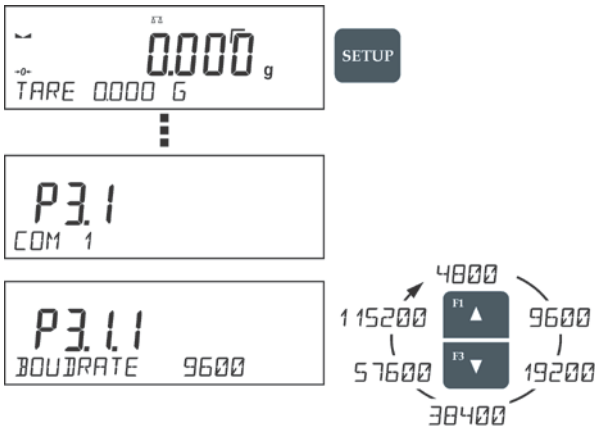 0.000 g
→0←
TARE 0.000 G
SETUP
P3.1
COM 1
P3.1.1
BOUDRATE 9600
4800
115200
F1
9600
57600
F3
19200
38400